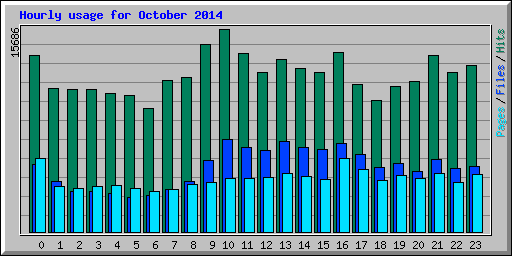 Hourly usage for October 2014
15686
Pages/Files/Hits
0 1 2 3 4 5 6 7 8 9 10 11 12 13 14 15 16 17 18 19 20 21 22 23